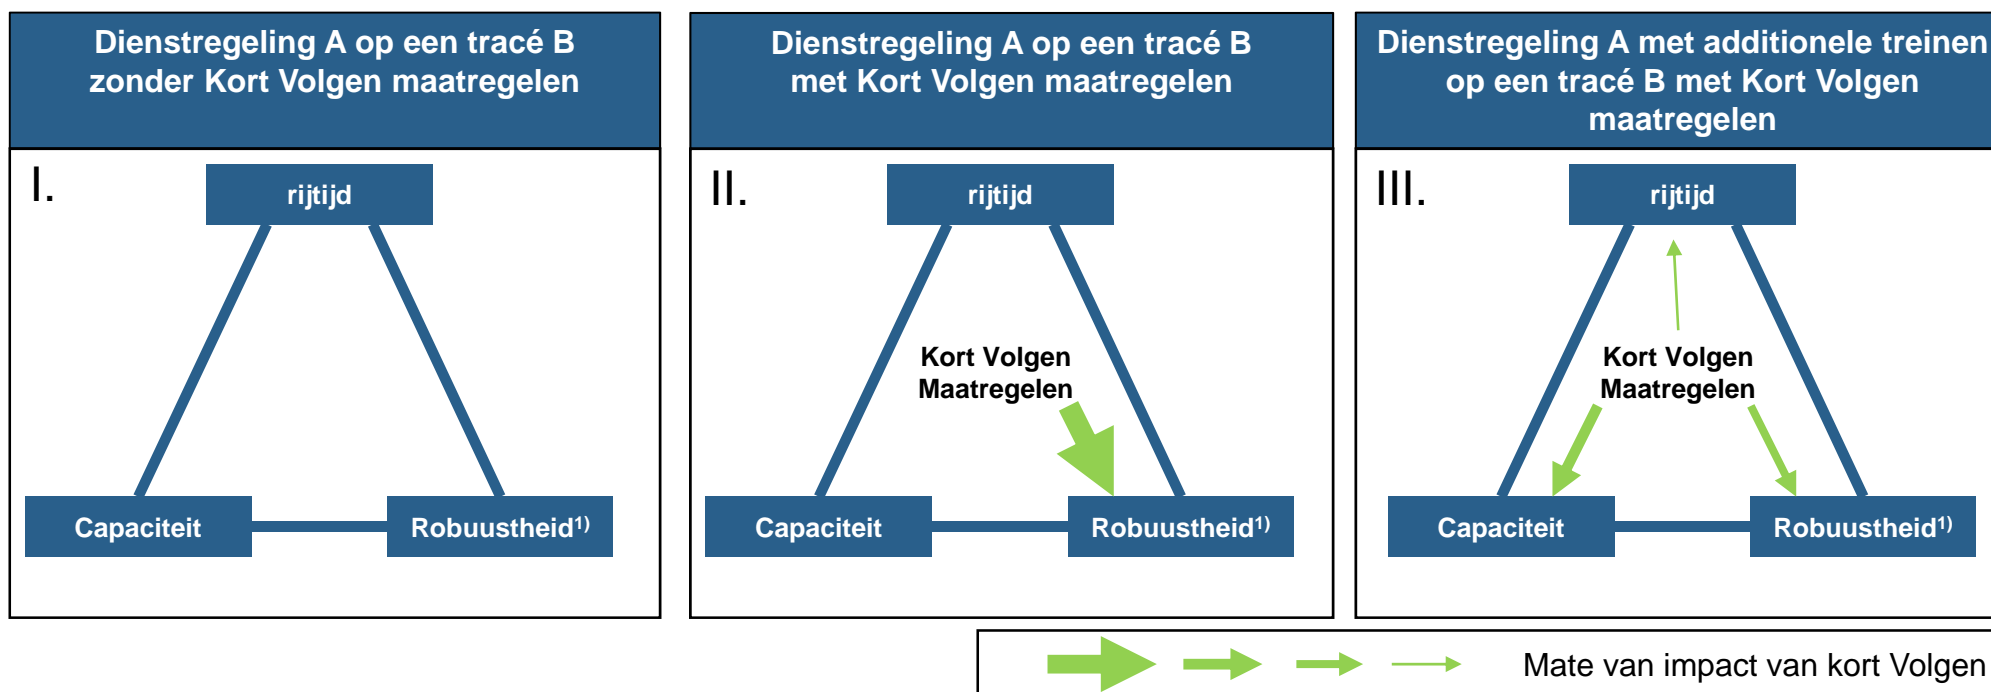 Dienstregeling A op een tracé B
zonder Kort Volgen maatregelen
I.
rijtijd
Capaciteit
Robuustheid¹⁾
Dienstregeling A op een tracé B
met Kort Volgen maatregelen
II.
rijtijd
Kort Volgen
Maatregelen
Capaciteit
Robuustheid¹⁾
Dienstregeling A met additionele treinen
op een tracé B met Kort Volgen
maatregelen
III.
rijtijd
Kort Volgen
Maatregelen
Capaciteit
Robuustheid¹⁾
Mate van impact van kort Volgen